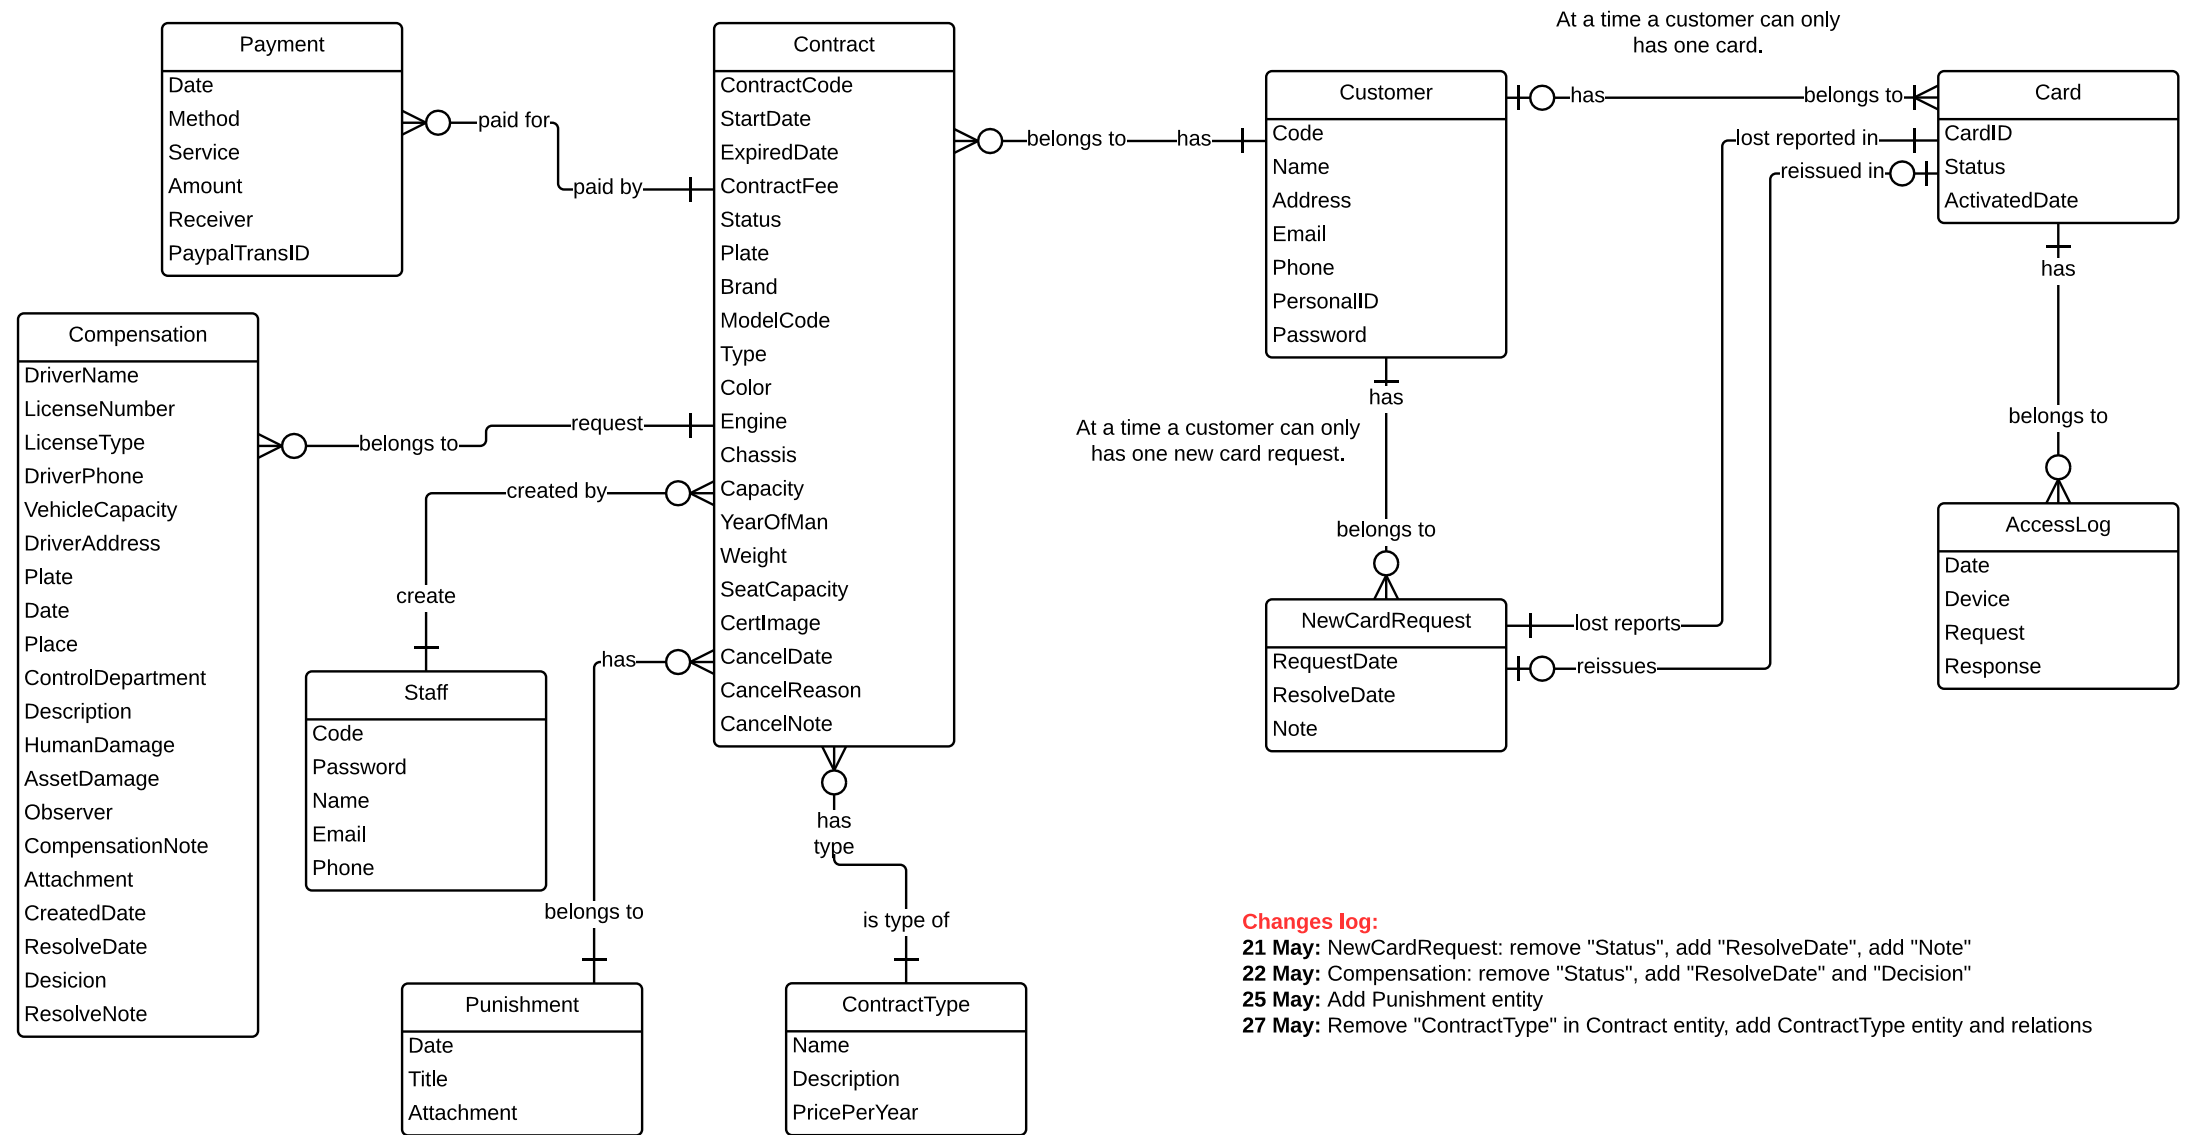 Payment
Date
Method
Service
Amount
Receiver
PaypalTransID
paid for
paid by
Contract
ContractCode
StartDate
ExpiredDate
ContractFee
Status
Plate
Brand
ModelCode
Type
Color
Engine
Chassis
Capacity
YearOfMan
Weight
SeatCapacity
CertImage
CancelDate
CancelReason
CancelNote
belongs to
has
Customer
Code
Name
Address
Email
Phone
PersonalID
Password
At a time a customer can only
has one card.
has
belongs to
lost reported in
reissued in
Card
CardID
Status
ActivatedDate
has
belongs to
AccessLog
Date
Device
Request
Response
has
At a time a customer can only
has one new card request.
belongs to
NewCardRequest
RequestDate
ResolveDate
Note
lost reports
reissues
Compensation
DriverName
LicenseNumber
LicenseType
DriverPhone
VehicleCapacity
DriverAddress
Plate
Date
Place
ControlDepartment
Description
HumanDamage
AssetDamage
Observer
CompensationNote
Attachment
CreatedDate
ResolveDate
Desicion
ResolveNote
belongs to
request
created by
create
Staff
Code
Password
Name
Email
Phone
has
belongs to
Punishment
Date
Title
Attachment
has
type
is type of
ContractType
Name
Description
PricePerYear
Changes log:
21 May: NewCardRequest: remove "Status", add "ResolveDate", add "Note"
22 May: Compensation: remove "Status", add "ResolveDate" and "Decision"
25 May: Add Punishment entity
27 May: Remove "ContractType" in Contract entity, add ContractType entity and relations